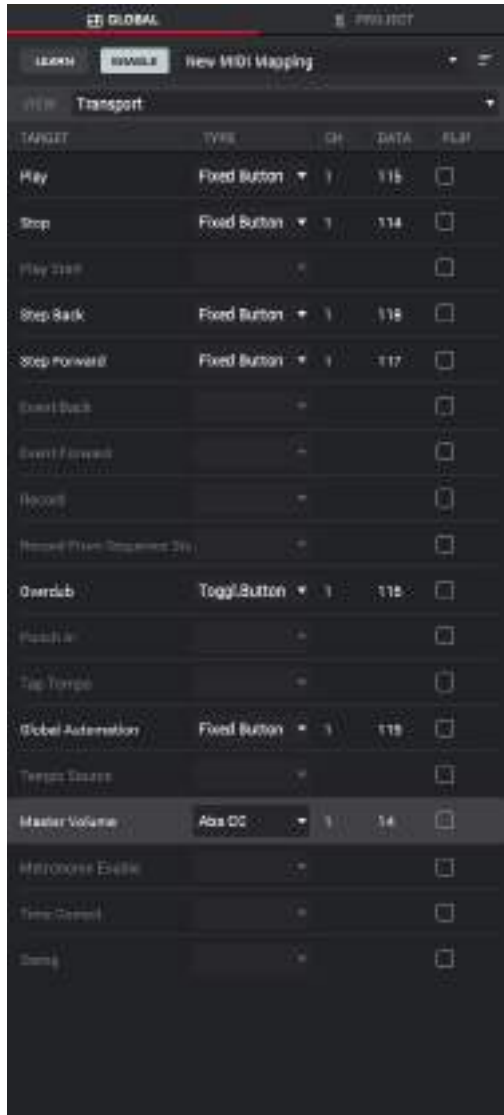 GLOBAL PROJECT
LEARN ENABLE New MIDI Mapping
VIEW Transport
TARGET TYPE CH DATA FLIP
Play Fixed Button 1 115
Stop Fixed Button 1 114
Play Start
Step Back Fixed Button 1
Step Forward Fixed Button 1 117
Event Back
Event Forward
Record
Record From Sequence
Overdub Toggl.Button 1
Punch In
Tap Tempo
Global Automation Fixed Button 1
Tempo Source
Master Volume Abs CC 1 14
Metronome Enable
Time Correct
Swing